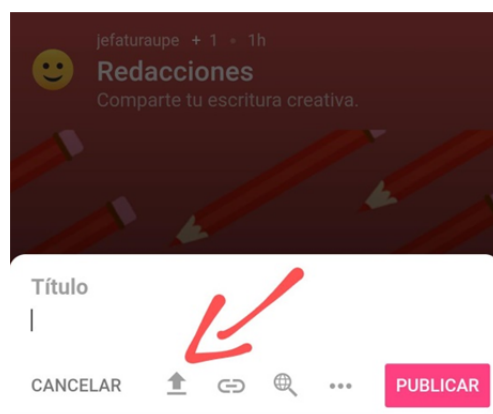 jefaturaupe + 1 • 1h
Redacciones
Comparte tu escritura creativa.
Título
CANCELAR
PUBLICAR